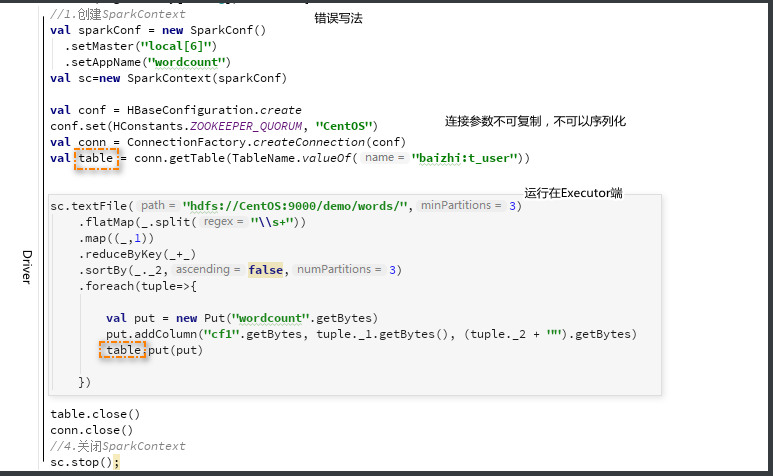 //1.创建SparkContext
错误写法
val sparkConf = new SparkConf()
.setMaster("local[6]")
.setAppName("wordcount")
val sc=new SparkContext(sparkConf)
val conf = HBaseConfiguration.create
conf.set(HConstants.ZOOKEEPER_QUORUM, "CentOS")
连接参数不可复制，不可以序列化
val conn = ConnectionFactory.createConnection(conf)
val table = conn.getTable(TableName.valueOf( name = "baizhi:t_user"))
运行在Executor端
sc.textFile( path = "hdfs://CentOS:9000/demo/words/", minPartitions = 3)
.flatMap(_.split( regex = "\\s+"))
.map((_,1))
.reduceByKey(_+_)
.sortBy(_._2, ascending = false, numPartitions = 3)
.foreach(tuple=>{
Driver
val put = new Put("wordcount".getBytes)
put.addColumn("cf1".getBytes, tuple._1.getBytes(), (tuple._2 + "").getBytes)
table.put(put)
})
table.close()
conn.close()
//4.关闭SparkContext
sc.stop();